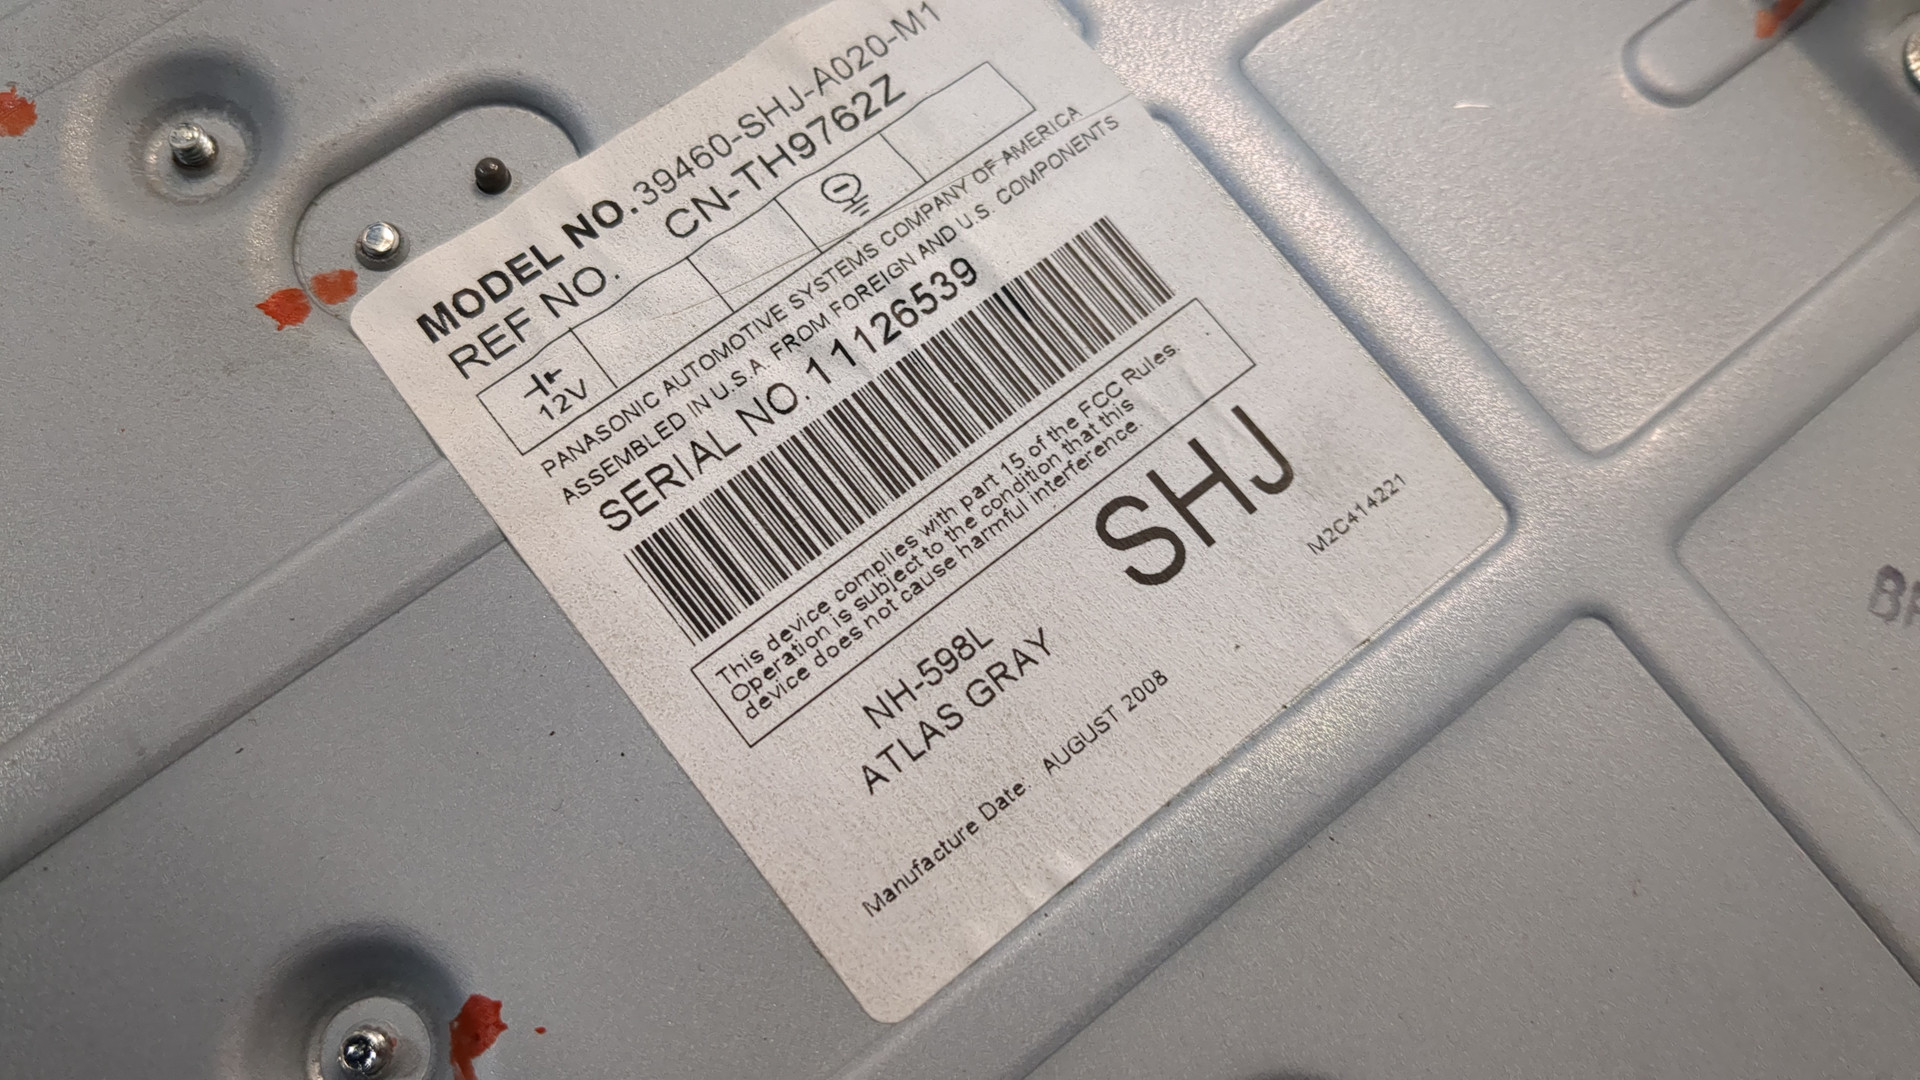 MODEL NO. 39460-SHJ-A020-M1
REF NO. CN-TH9762Z
12V
PANASONIC AUTOMOTIVE SYSTEMS COMPANY OF AMERICA
ASSEMBLED IN U.S.A. FROM FOREIGN AND U.S. COMPONENTS
SERIAL NO. 11126539
This device complies with part 15 of the FCC Rules.
Operation is subject to the condition that this
device does not cause harmful interference.
SHJ
NH-598L
ATLAS GRAY
M2C414221
Manufacture Date: AUGUST 2008